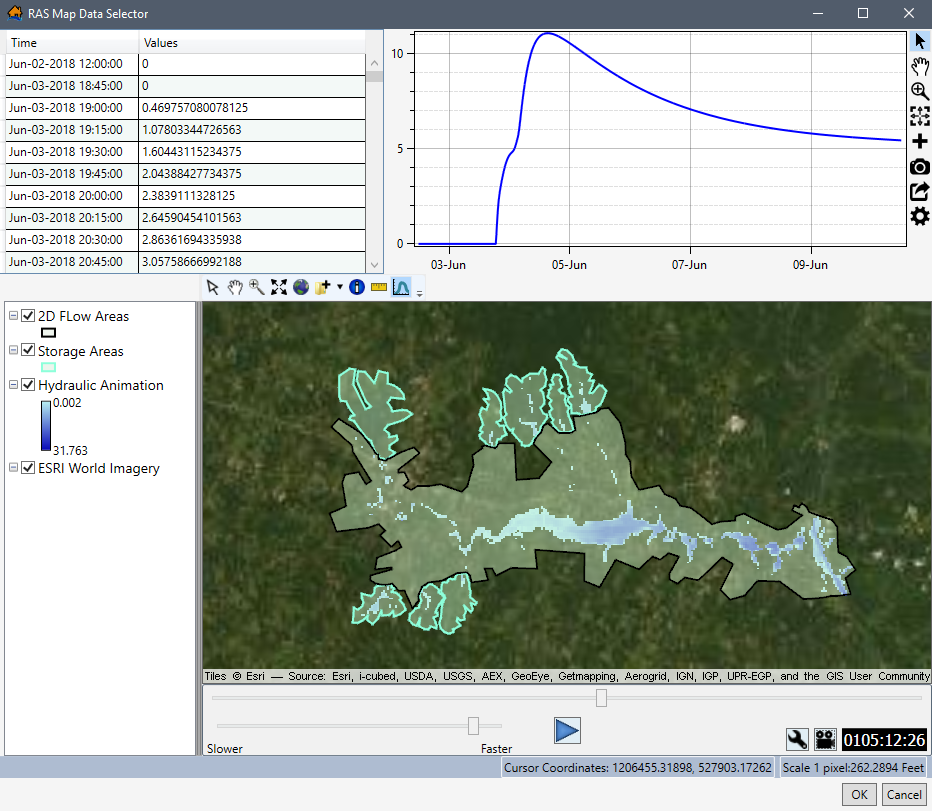 RAS Map Data Selector
Time Values
Jun-02-2018 12:00:00 0
Jun-03-2018 18:45:00 0
Jun-03-2018 19:00:00 0.469757080078125
Jun-03-2018 19:15:00 1.07803344726563
Jun-03-2018 19:30:00 1.60443115234375
Jun-03-2018 19:45:00 2.04388427734375
Jun-03-2018 20:00:00 2.3839111328125
Jun-03-2018 20:15:00 2.64590454101563
Jun-03-2018 20:30:00 2.86361694335938
Jun-03-2018 20:45:00 3.05758666992188
10
5
0
03-Jun 05-Jun 07-Jun 09-Jun
2D FLow Areas
Storage Areas
Hydraulic Animation
0.002
31.763
ESRI World Imagery
Tiles © Esri — Source: Esri, i-cubed, USDA, USGS, AEX, GeoEye, Getmapping, Aerogrid, IGN, IGP, UPR-EGP, and the GIS User Community
Slower Faster
0105:12:26
Cursor Coordinates: 1206455.31898, 527903.17262 Scale 1 pixel:262.2894 Feet
OK Cancel